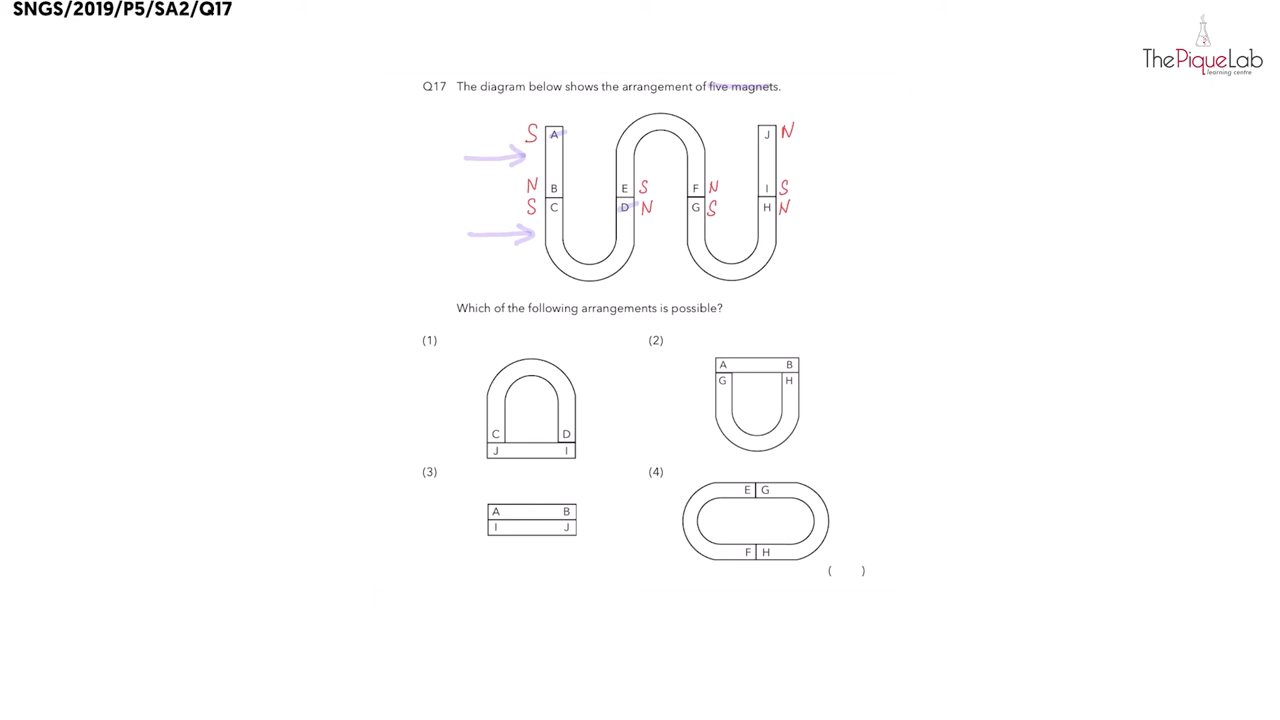 SNGS/2019/P5/SA2/Q17
ThePiqueLab
learning centre
Q17 The diagram below shows the arrangement of five magnets.
S A J N
N B E S F N I S
S C D N G S H N
Which of the following arrangements is possible?
(1) (2)
A B
G H
C D
J I
(3) (4)
E G
A B
I J
F H
( )